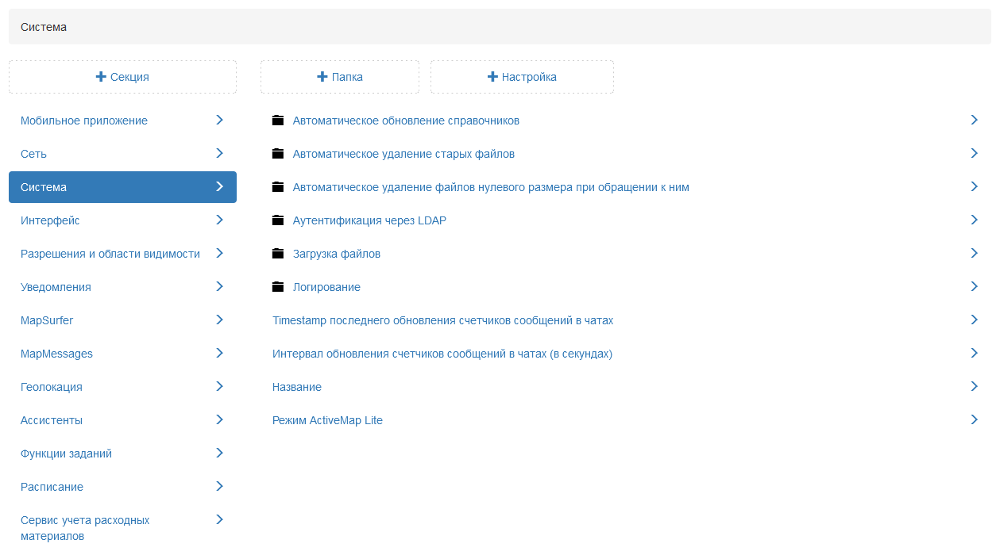 Система
Секция
Папка
Настройка
Мобильное приложение
Сеть
Система
Интерфейс
Разрешения и области видимости
Уведомления
MapSurfer
MapMessages
Геолокация
Ассистенты
Функции заданий
Расписание
Сервис учета расходных
материалов
Автоматическое обновление справочников
Автоматическое удаление старых файлов
Автоматическое удаление файлов нулевого размера при обращении к ним
Аутентификация через LDAP
Загрузка файлов
Логирование
Timestamp последнего обновления счетчиков сообщений в чатах
Интервал обновления счетчиков сообщений в чатах (в секундах)
Название
Режим ActiveMap Lite